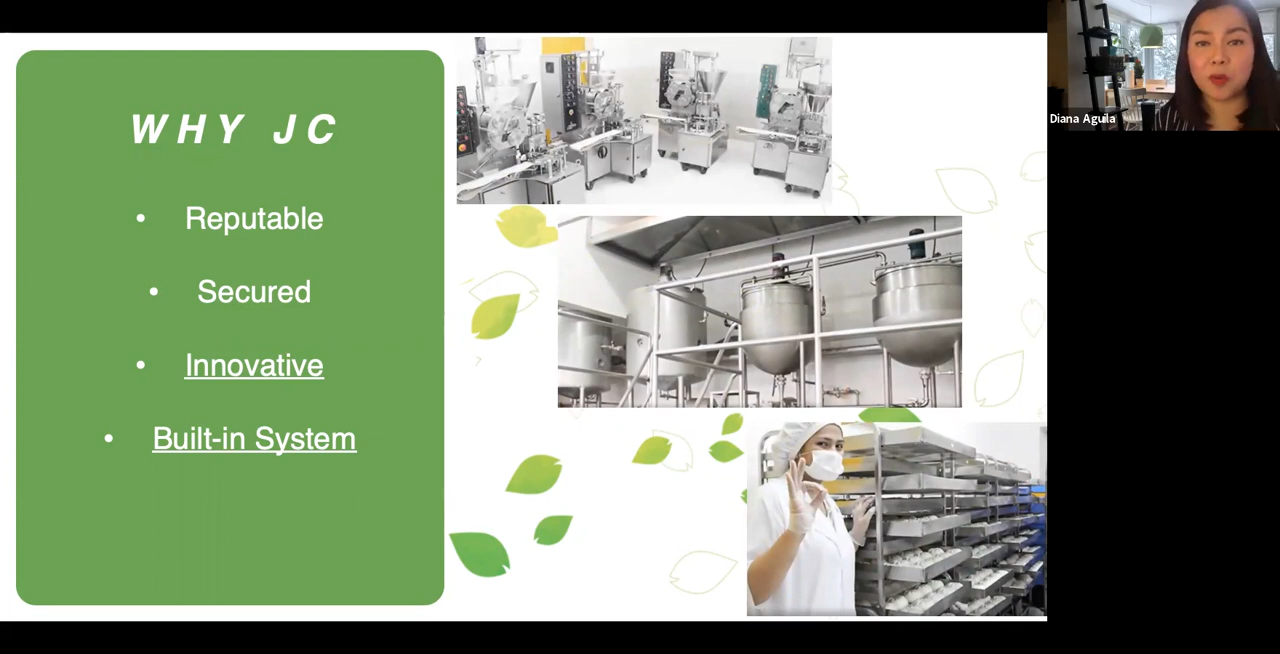 WHY JC
• Reputable
• Secured
• Innovative
• Built-in System
Diana Aguila